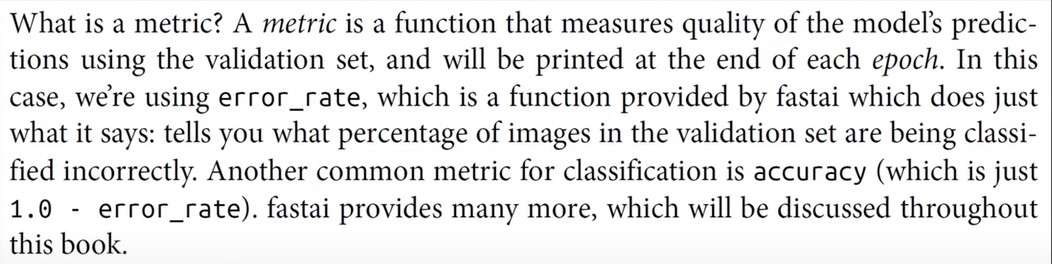 What is a metric? A metric is a function that measures quality of the model's predic-
tions using the validation set, and will be printed at the end of each epoch. In this
case, we're using error_rate, which is a function provided by fastai which does just
what it says: tells you what percentage of images in the validation set are being classi-
fied incorrectly. Another common metric for classification is accuracy (which is just
1.0 - error_rate). fastai provides many more, which will be discussed throughout
this book.